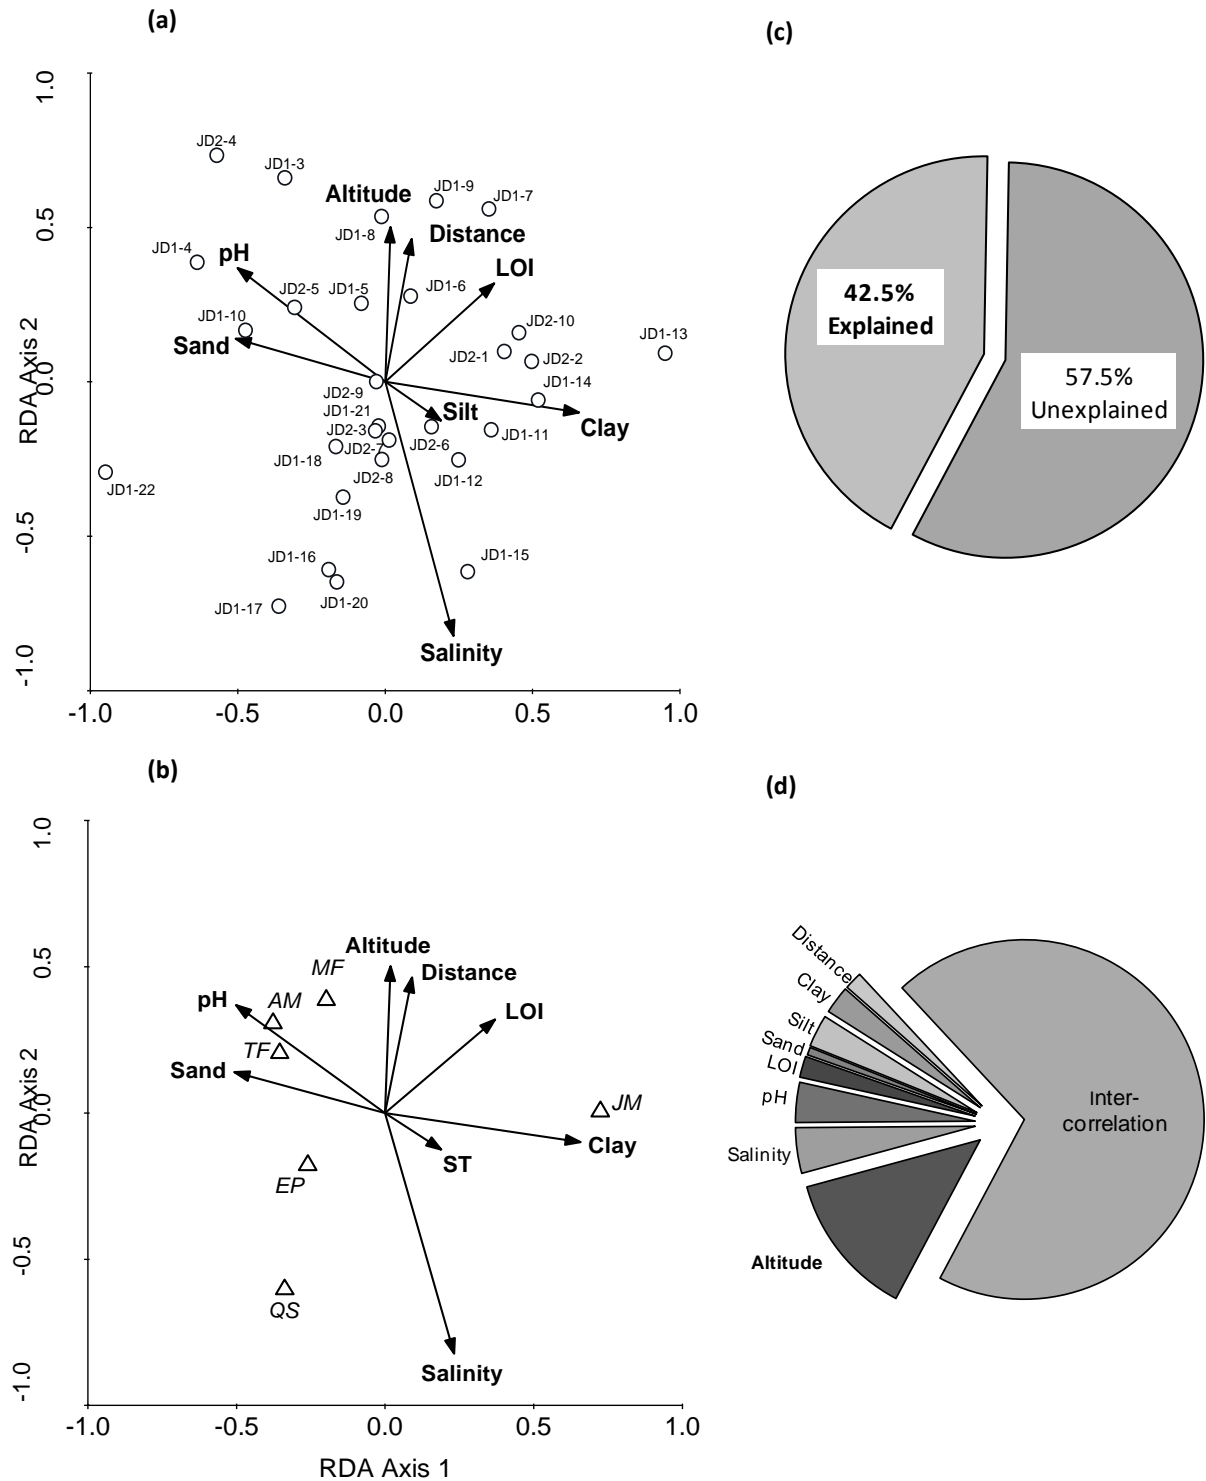 (a)
1.0
0.5
0.0
-0.5
-1.0
RDA Axis 2
-1.0 -0.5 0.0 0.5 1.0
JD2-4
JD1-3
Altitude
JD1-9
JD1-7
JD1-8
Distance
JD1-4
pH
LOI
JD2-5
JD1-5
JD1-6
JD1-10
Sand
JD2-10
JD1-13
JD2-1
JD2-2
JD2-9
JD1-14
JD1-21
Silt
Clay
JD2-3
JD2-7
JD2-6
JD1-11
JD1-18
JD2-8
JD1-12
JD1-22
JD1-19
JD1-16
JD1-15
JD1-20
JD1-17
Salinity
(c)
42.5%
Explained
57.5%
Unexplained
(b)
1.0
0.5
0.0
-0.5
-1.0
RDA Axis 2
-1.0 -0.5 0.0 0.5 1.0
RDA Axis 1
Altitude
MF
Distance
pH
AM
LOI
TF
Sand
JM
Clay
ST
EP
QS
Salinity
(d)
Distance
Clay
Silt
Sand
LOI
pH
Salinity
Altitude
Inter-
correlation